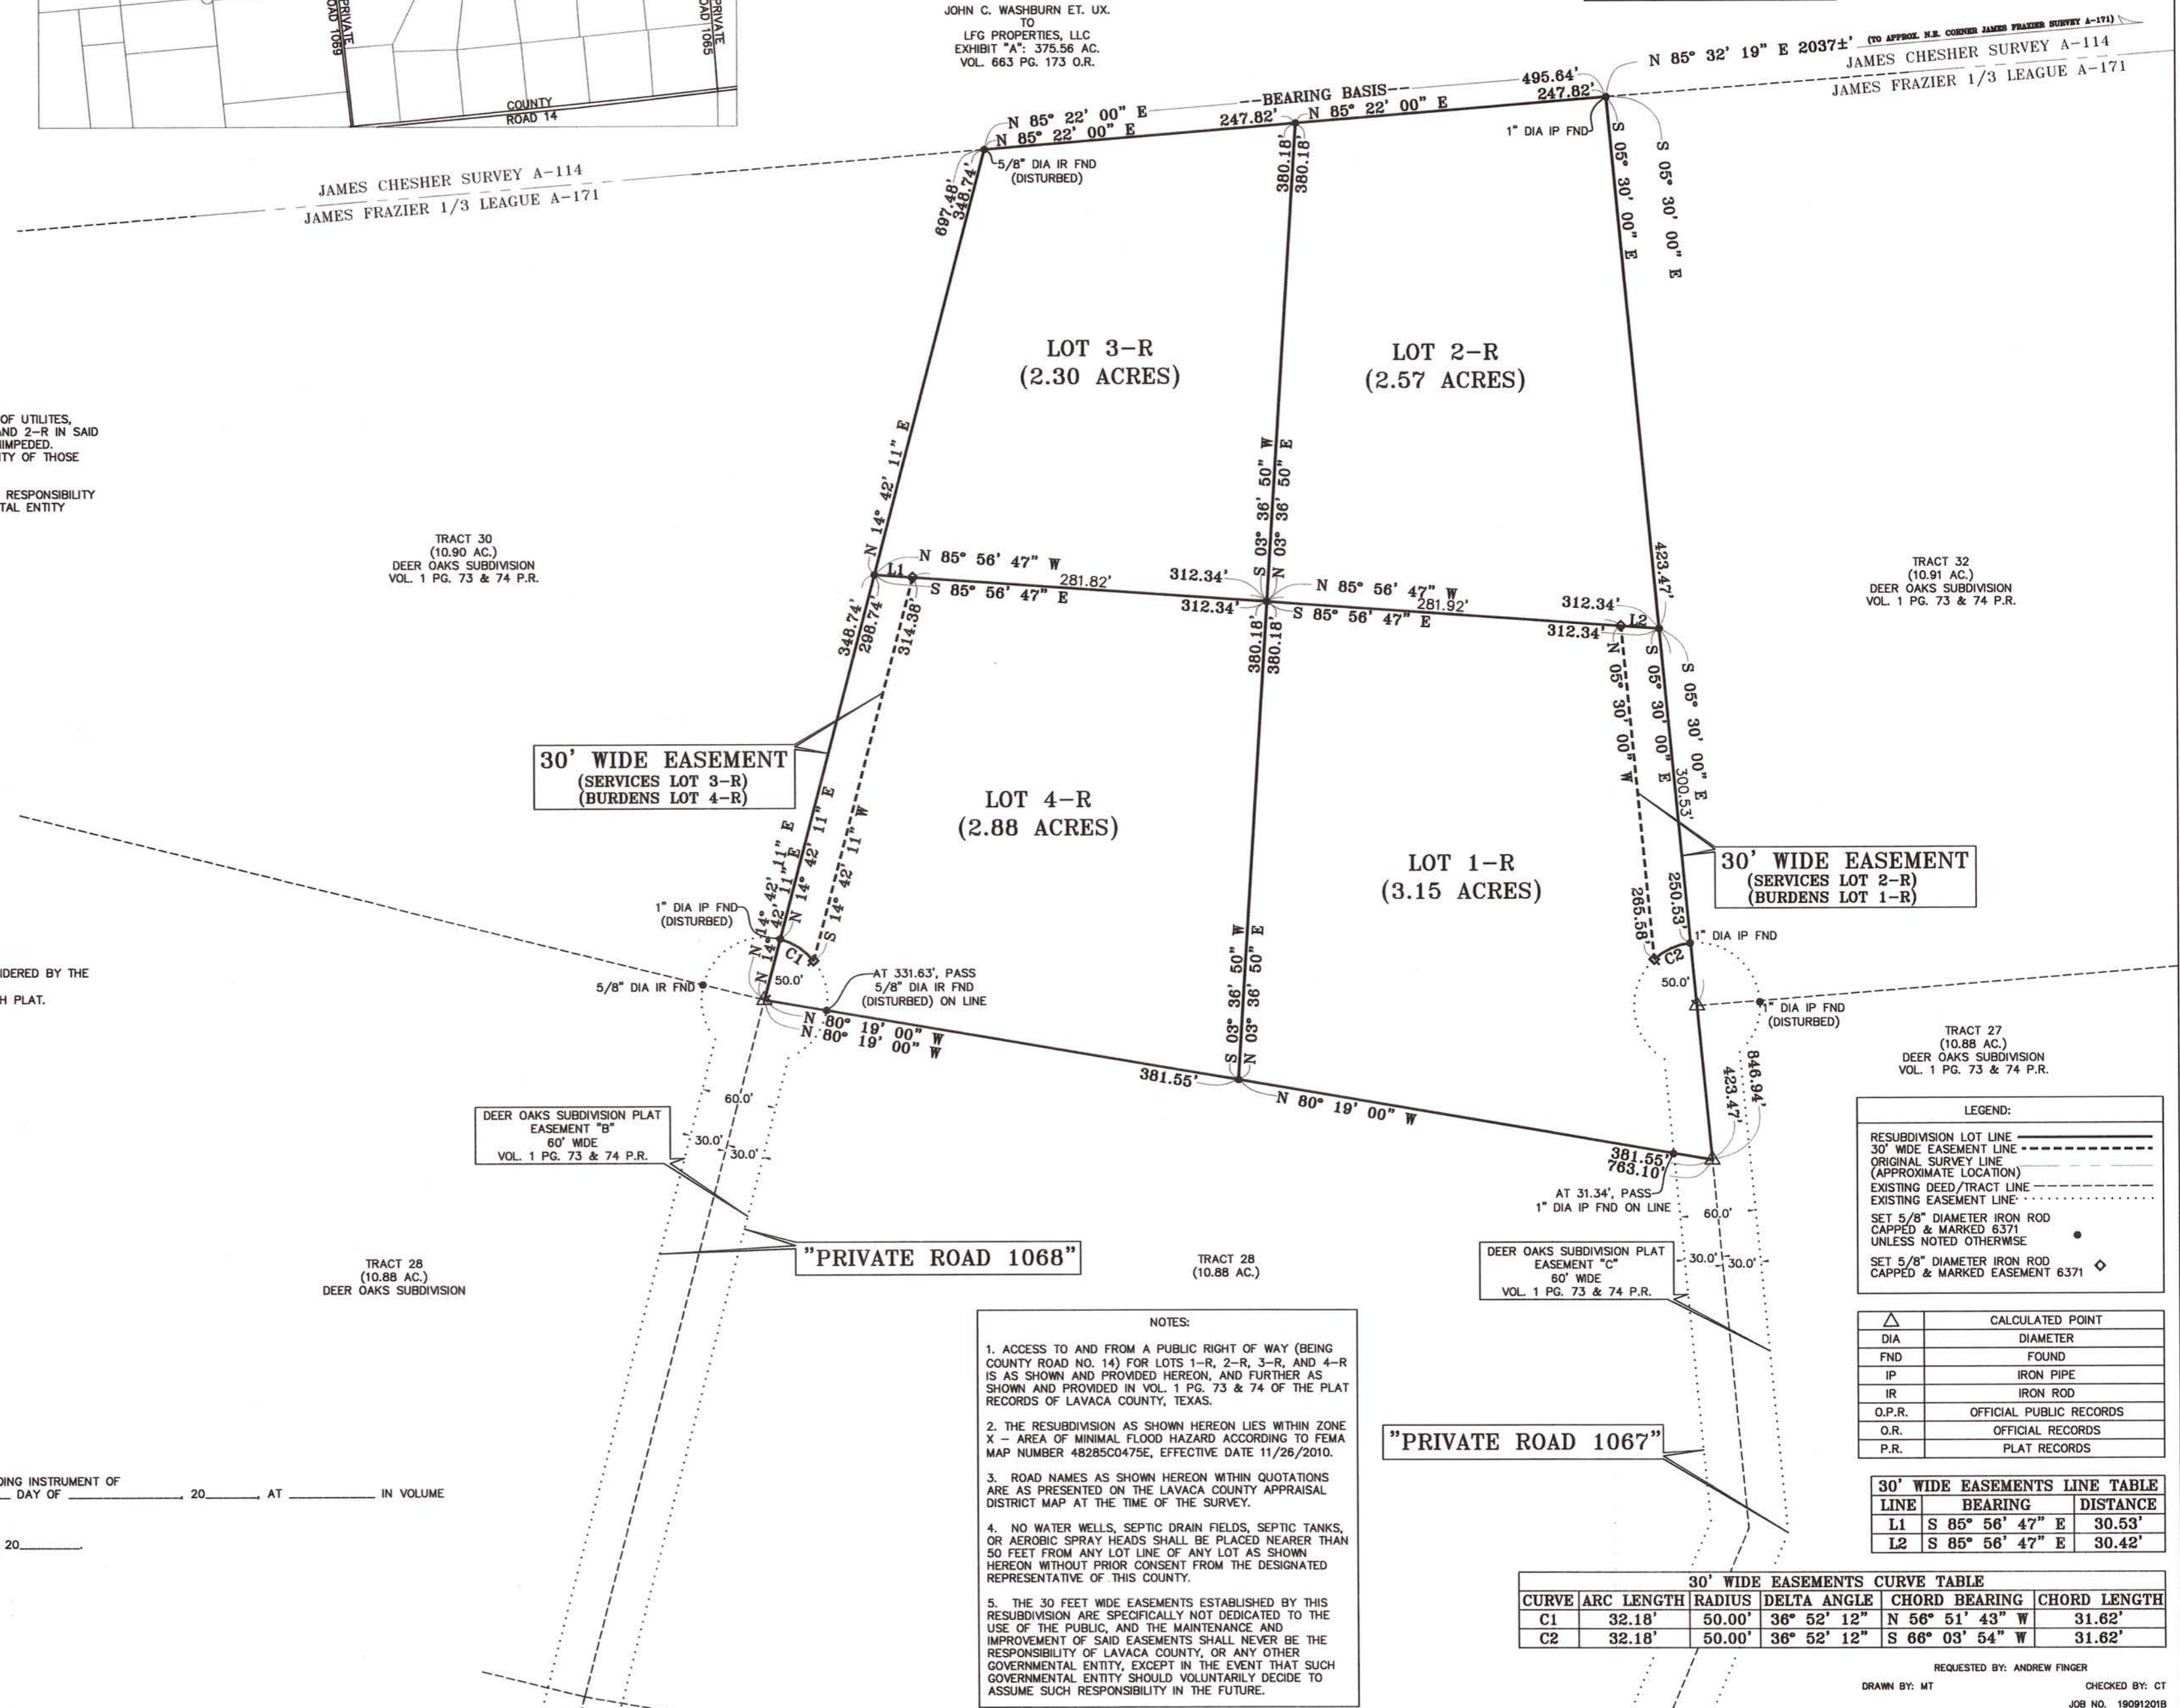 PRIVATE
ROAD 1069
PRIVATE
ROAD 1065
COUNTY
ROAD 14
JOHN C. WASHBURN ET. UX.
TO
LFG PROPERTIES, LLC
EXHIBIT "A": 375.56 AC.
VOL. 663 PG. 173 O.R.
N 85° 32' 19" E 2037±' (TO APPROX. N.E. CORNER JAMES FRAZIER SURVEY A-171)
JAMES CHESHER SURVEY A-114
JAMES FRAZIER 1/3 LEAGUE A-171
JAMES CHESHER SURVEY A-114
JAMES FRAZIER 1/3 LEAGUE A-171
N 85° 22' 00" E --BEARING BASIS-- 495.64'
N 85° 22' 00" E 247.82'
N 85° 22' 00" E 247.82'
5/8" DIA IR FND
(DISTURBED)
1" DIA IP FND
697.48'
348.74'
380.18'
380.18'
S 05° 30' 00" E
S 05° 30' 00" E
LOT 3-R
(2.30 ACRES)
LOT 2-R
(2.57 ACRES)
OF UTILITES,
AND 2-R IN SAID
UNIMPEDED.
TY OF THOSE
RESPONSIBILITY
TAL ENTITY
TRACT 30
(10.90 AC.)
DEER OAKS SUBDIVISION
VOL. 1 PG. 73 & 74 P.R.
N 14° 42' 11" E
S 03° 36' 50" W
N 03° 36' 50" E
423.47'
TRACT 32
(10.91 AC.)
DEER OAKS SUBDIVISION
VOL. 1 PG. 73 & 74 P.R.
L1
N 85° 56' 47" W
281.82'
312.34'
S 85° 56' 47" E
312.34'
N 85° 56' 47" W
281.92'
312.34'
S 85° 56' 47" E
312.34'
L2
348.74'
298.74'
314.38'
380.18'
380.18'
N 05° 30' 00" W
S 05° 30' 00" E
S 05° 30' 00" E
300.53'
250.53'
265.58'
30' WIDE EASEMENT
(SERVICES LOT 3-R)
(BURDENS LOT 4-R)
LOT 4-R
(2.88 ACRES)
LOT 1-R
(3.15 ACRES)
30' WIDE EASEMENT
(SERVICES LOT 2-R)
(BURDENS LOT 1-R)
N 14° 42' 11" E
N 14° 42' 11" E
N 14° 42' 11" E
S 14° 42' 11" W
1" DIA IP FND
(DISTURBED)
C1
50.0'
5/8" DIA IR FND
AT 331.63', PASS
5/8" DIA IR FND
(DISTURBED) ON LINE
S 03° 36' 50" W
N 03° 36' 50" E
1" DIA IP FND
C2
50.0'
1" DIA IP FND
(DISTURBED)
IDERED BY THE
H PLAT.
N 80° 19' 00" W
N 80° 19' 00" W
381.55'
N 80° 19' 00" W
381.55'
763.10'
846.94'
423.47'
TRACT 27
(10.88 AC.)
DEER OAKS SUBDIVISION
VOL. 1 PG. 73 & 74 P.R.
DEER OAKS SUBDIVISION PLAT
EASEMENT "B"
60' WIDE
VOL. 1 PG. 73 & 74 P.R.
60.0'
30.0'
30.0'
AT 31.34', PASS
1" DIA IP FND ON LINE
60.0'
30.0'
30.0'
"PRIVATE ROAD 1068"
TRACT 28
(10.88 AC.)
DEER OAKS SUBDIVISION
TRACT 28
(10.88 AC.)
DEER OAKS SUBDIVISION PLAT
EASEMENT "C"
60' WIDE
VOL. 1 PG. 73 & 74 P.R.
"PRIVATE ROAD 1067"
LEGEND:
RESUBDIVISION LOT LINE
30' WIDE EASEMENT LINE
ORIGINAL SURVEY LINE
(APPROXIMATE LOCATION)
EXISTING DEED/TRACT LINE
EXISTING EASEMENT LINE
SET 5/8" DIAMETER IRON ROD
CAPPED & MARKED 6371
UNLESS NOTED OTHERWISE
SET 5/8" DIAMETER IRON ROD
CAPPED & MARKED EASEMENT 6371
△ CALCULATED POINT
DIA DIAMETER
FND FOUND
IP IRON PIPE
IR IRON ROD
O.P.R. OFFICIAL PUBLIC RECORDS
O.R. OFFICIAL RECORDS
P.R. PLAT RECORDS
NOTES:
1. ACCESS TO AND FROM A PUBLIC RIGHT OF WAY (BEING
COUNTY ROAD NO. 14) FOR LOTS 1-R, 2-R, 3-R, AND 4-R
IS AS SHOWN AND PROVIDED HEREON, AND FURTHER AS
SHOWN AND PROVIDED IN VOL. 1 PG. 73 & 74 OF THE PLAT
RECORDS OF LAVACA COUNTY, TEXAS.
2. THE RESUBDIVISION AS SHOWN HEREON LIES WITHIN ZONE
X - AREA OF MINIMAL FLOOD HAZARD ACCORDING TO FEMA
MAP NUMBER 48285C0475E, EFFECTIVE DATE 11/26/2010.
3. ROAD NAMES AS SHOWN HEREON WITHIN QUOTATIONS
ARE AS PRESENTED ON THE LAVACA COUNTY APPRAISAL
DISTRICT MAP AT THE TIME OF THE SURVEY.
4. NO WATER WELLS, SEPTIC DRAIN FIELDS, SEPTIC TANKS,
OR AEROBIC SPRAY HEADS SHALL BE PLACED NEARER THAN
50 FEET FROM ANY LOT LINE OF ANY LOT AS SHOWN
HEREON WITHOUT PRIOR CONSENT FROM THE DESIGNATED
REPRESENTATIVE OF THIS COUNTY.
5. THE 30 FEET WIDE EASEMENTS ESTABLISHED BY THIS
RESUBDIVISION ARE SPECIFICALLY NOT DEDICATED TO THE
USE OF THE PUBLIC, AND THE MAINTENANCE AND
IMPROVEMENT OF SAID EASEMENTS SHALL NEVER BE THE
RESPONSIBILITY OF LAVACA COUNTY, OR ANY OTHER
GOVERNMENTAL ENTITY, EXCEPT IN THE EVENT THAT SUCH
GOVERNMENTAL ENTITY SHOULD VOLUNTARILY DECIDE TO
ASSUME SUCH RESPONSIBILITY IN THE FUTURE.
DING INSTRUMENT OF
DAY OF ____________, 20______, AT __________ IN VOLUME
20________.
30' WIDE EASEMENTS LINE TABLE
LINE BEARING DISTANCE
L1 S 85° 56' 47" E 30.53'
L2 S 85° 56' 47" E 30.42'
30' WIDE EASEMENTS CURVE TABLE
CURVE ARC LENGTH RADIUS DELTA ANGLE CHORD BEARING CHORD LENGTH
C1 32.18' 50.00' 36° 52' 12" N 56° 51' 43" W 31.62'
C2 32.18' 50.00' 36° 52' 12" S 66° 03' 54" W 31.62'
REQUESTED BY: ANDREW FINGER
DRAWN BY: MT CHECKED BY: CT
JOB NO. 19091201B